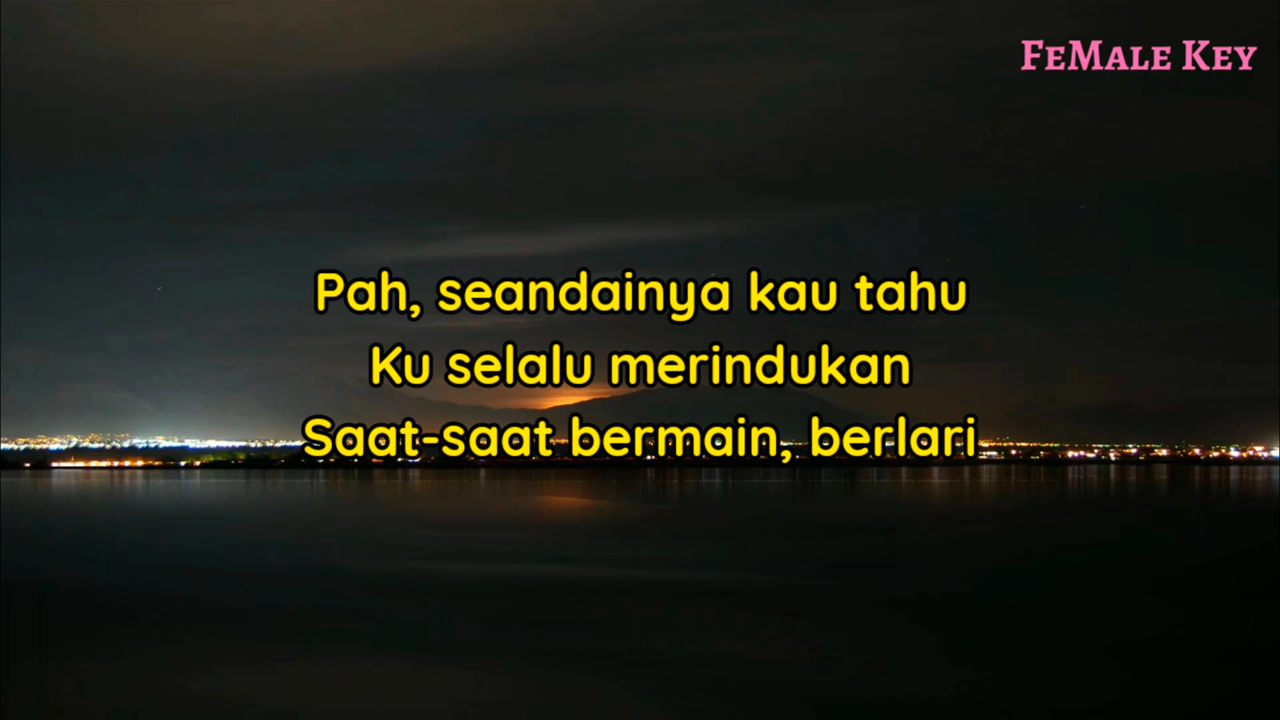 FeMale Key
Pah, seandainya kau tahu
Ku selalu merindukan
Saat-saat bermain, berlari